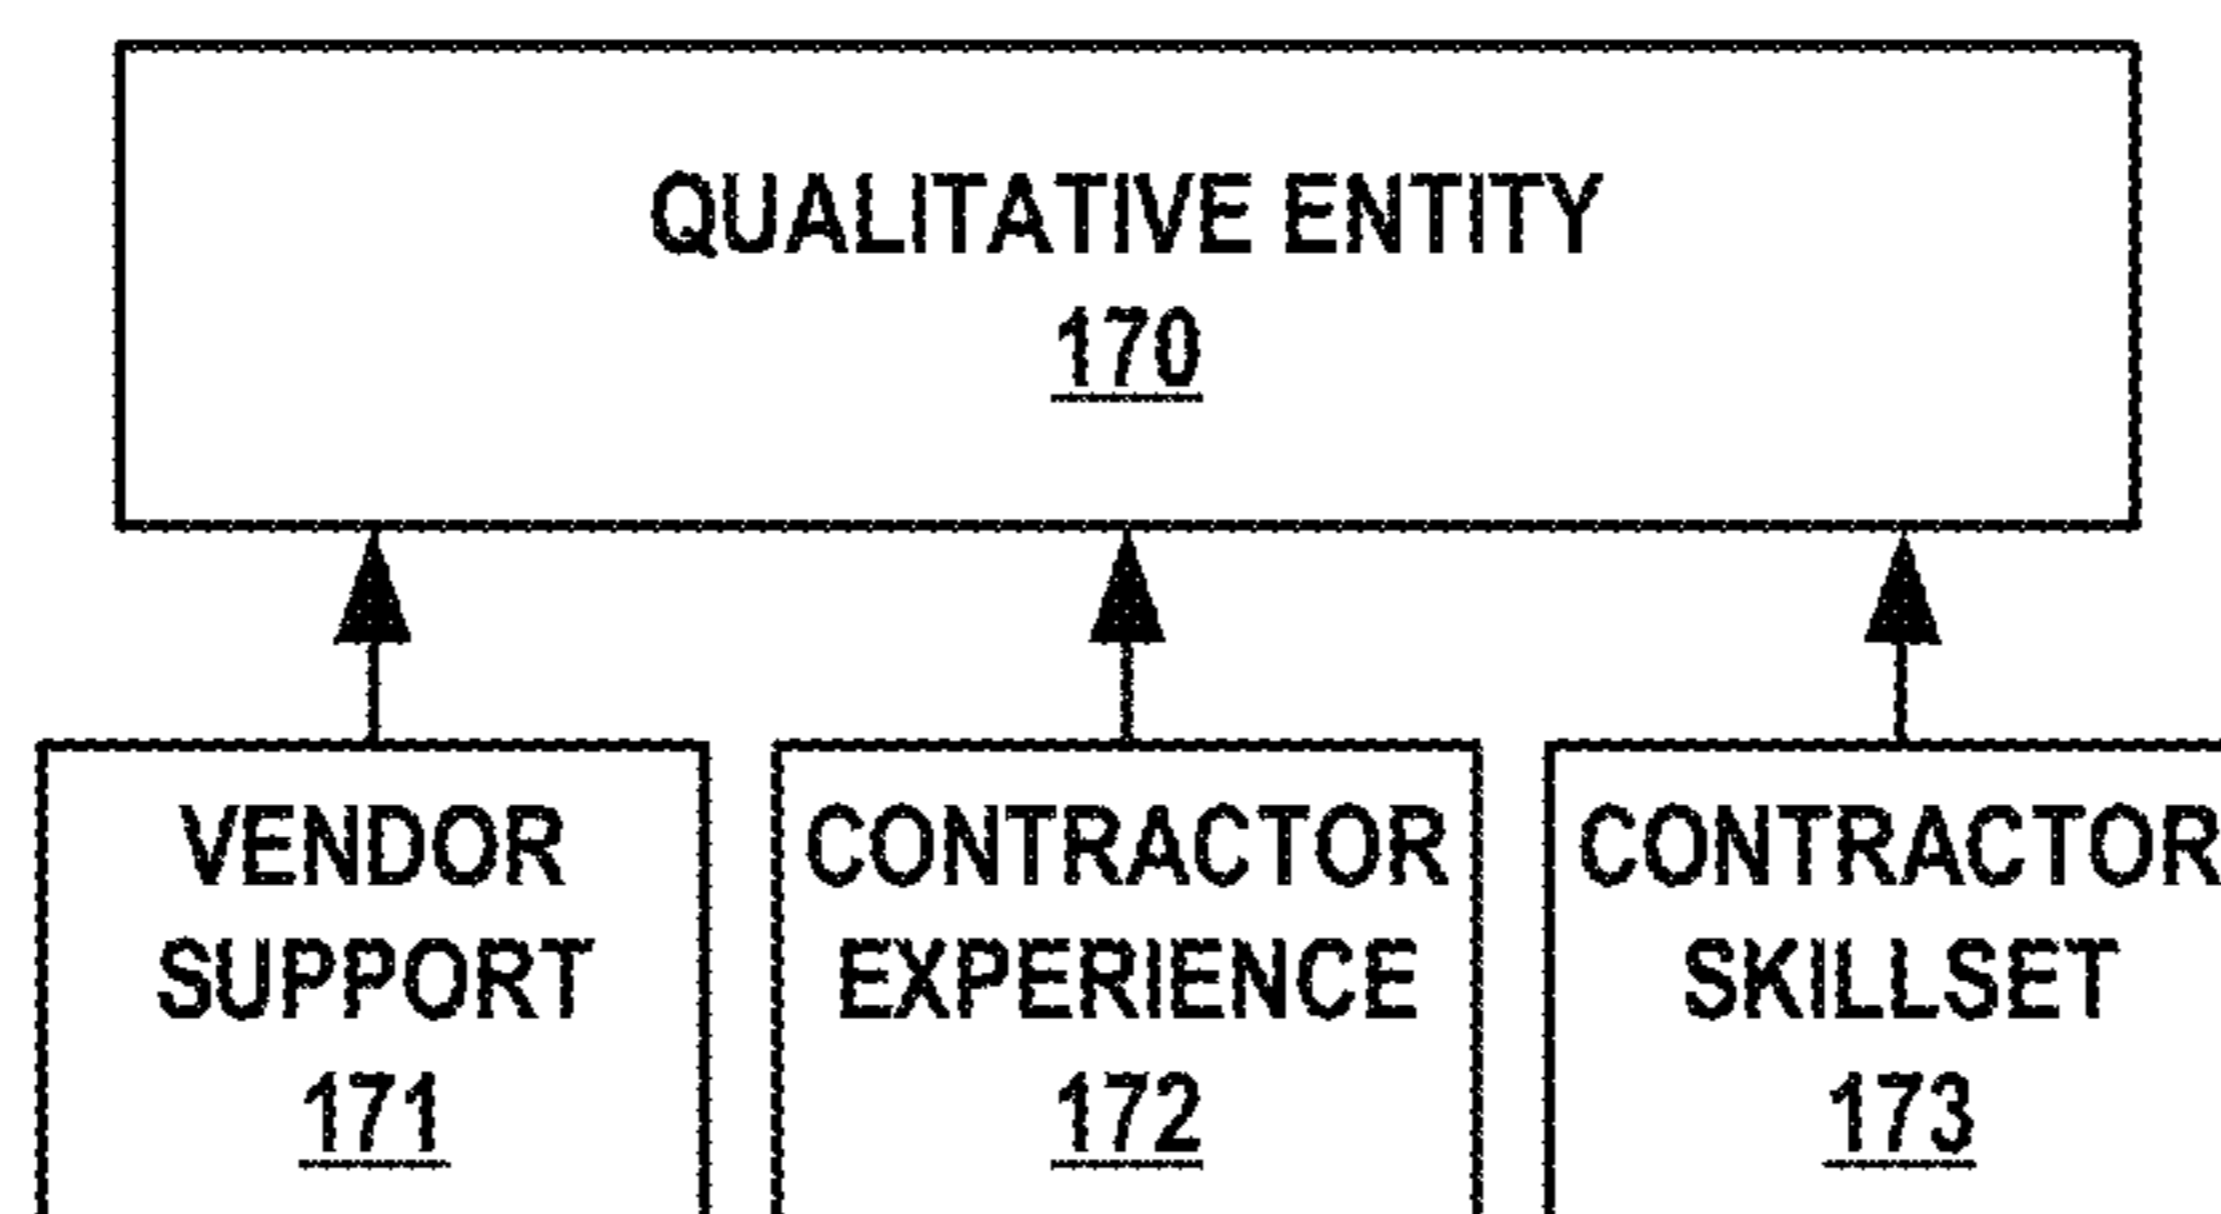 QUALITATIVE ENTITY
170
VENDOR
SUPPORT
171
CONTRACTOR
EXPERIENCE
172
CONTRACTOR
SKILLSET
173